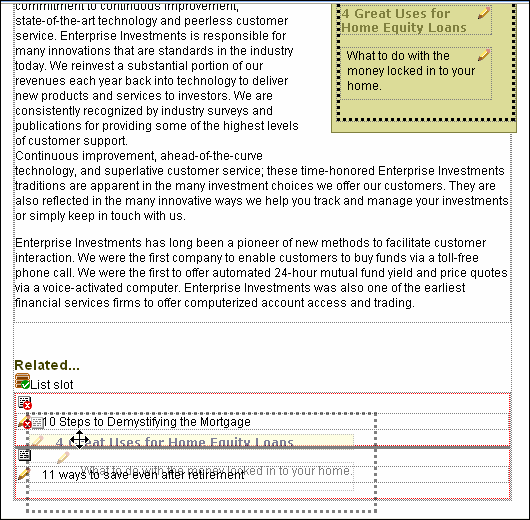 commitment to continuous improvement,
state-of-the-art technology and peerless customer
service. Enterprise Investments is responsible for
many innovations that are standards in the industry
today. We reinvest a substantial portion of our
revenues each year back into technology to deliver
new products and services to investors. We are
consistently recognized by industry surveys and
publications for providing some of the highest levels
of customer support.
Continuous improvement, ahead-of-the-curve
technology, and superlative customer service; these time-honored Enterprise Investments
traditions are apparent in the many investment choices we offer our customers. They are
also reflected in the many innovative ways we help you track and manage your investments
or simply keep in touch with us.
Enterprise Investments has long been a pioneer of new methods to facilitate customer
interaction. We were the first company to enable customers to buy funds via a toll-free
phone call. We were the first to offer automated 24-hour mutual fund yield and price quotes
via a voice-activated computer. Enterprise Investments was also one of the earliest
financial services firms to offer computerized account access and trading.
4 Great Uses for
Home Equity Loans
What to do with the
money locked in to your
home.
Related...
List slot
10 Steps to Demystifying the Mortgage
4 Great Uses for Home Equity Loans
What to do with the money locked in to your home.
11 ways to save even after retirement